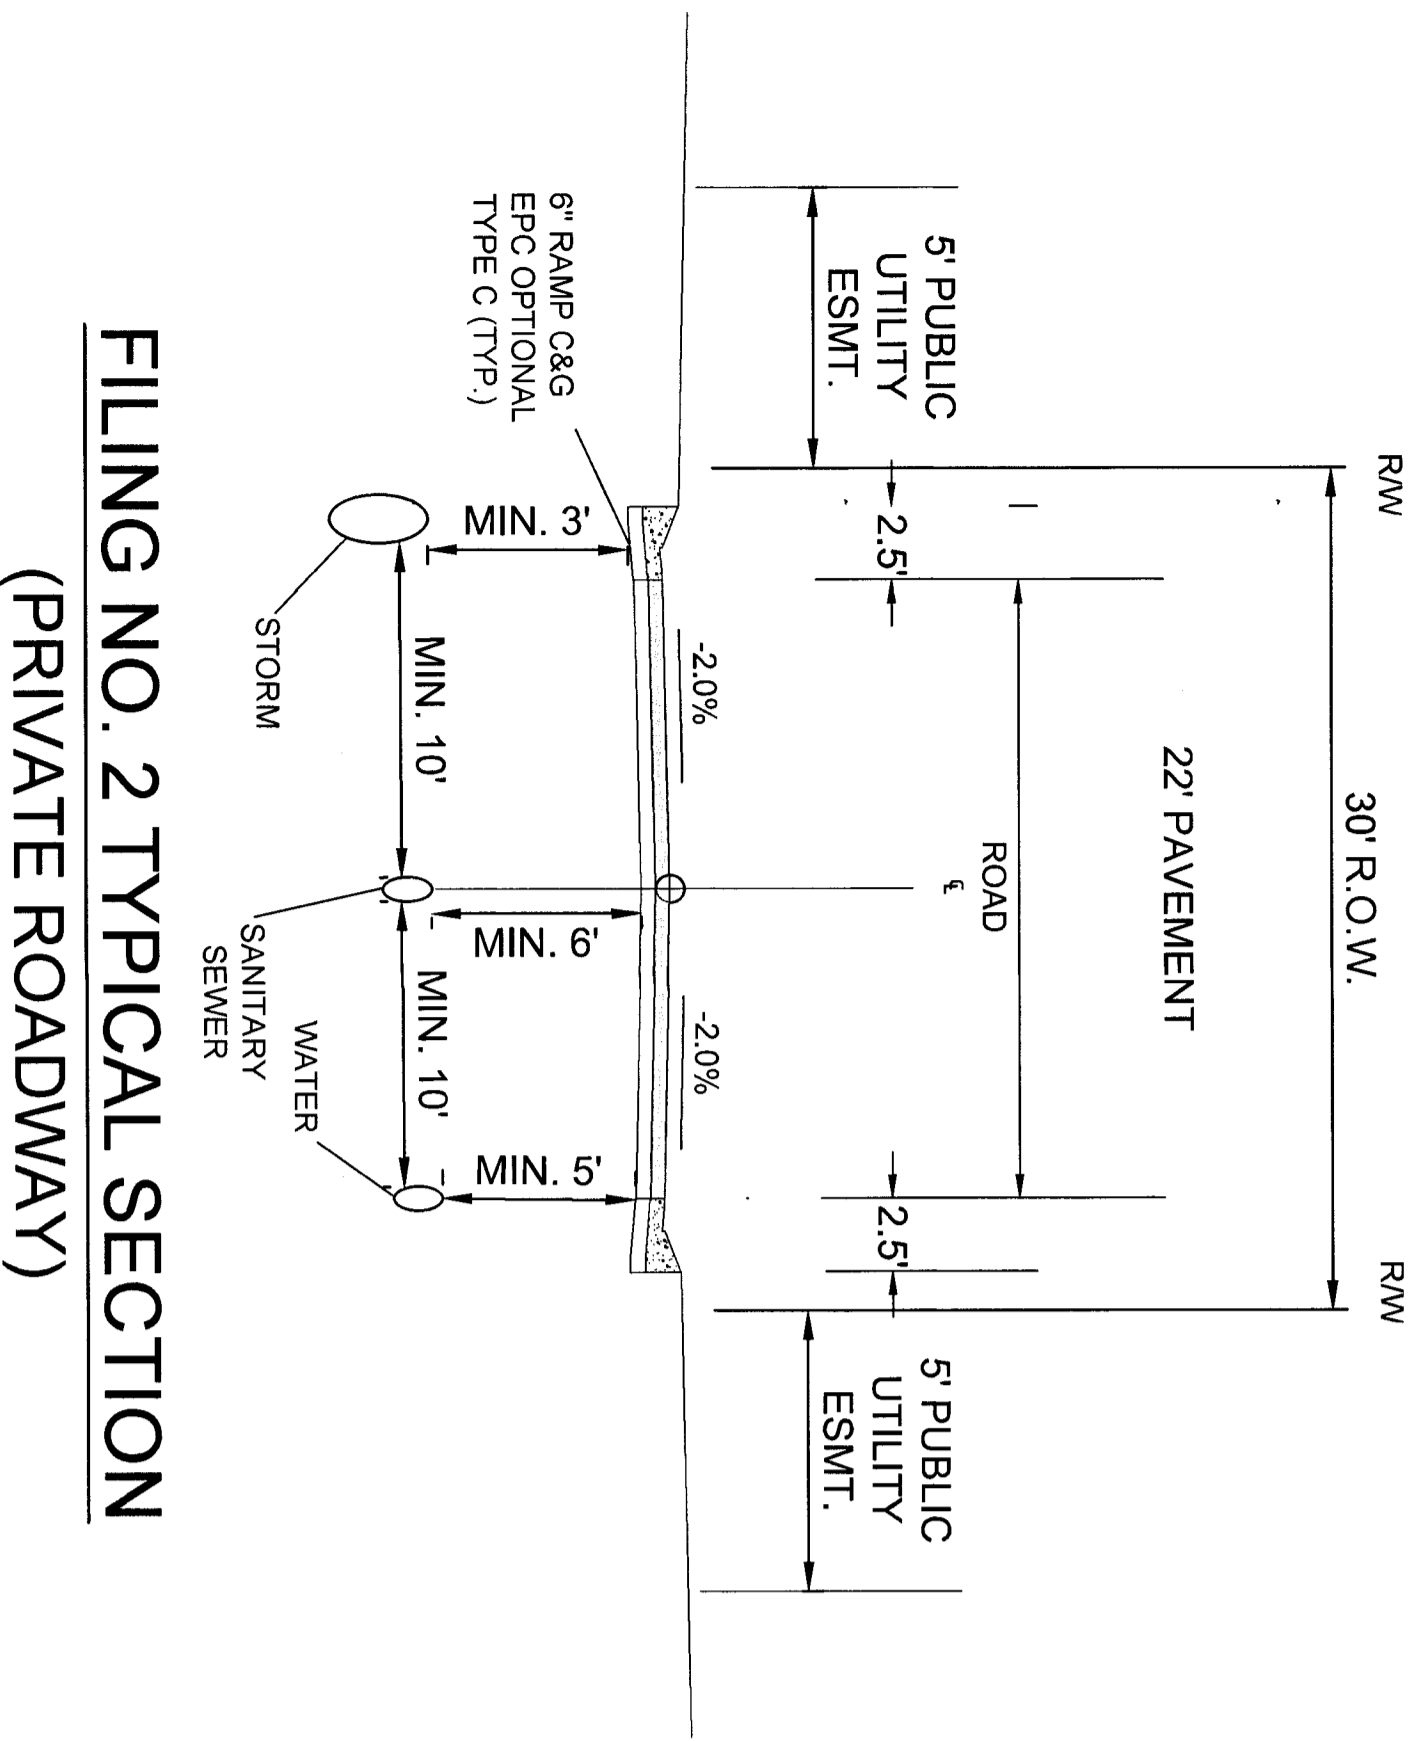 R/W
R/W
30' R.O.W.
22' PAVEMENT
ROAD
℄
5' PUBLIC
UTILITY
ESMT.
2.5'
2.5'
5' PUBLIC
UTILITY
ESMT.
-2.0%
-2.0%
6" RAMP C&G
EPC OPTIONAL
TYPE C (TYP.)
MIN. 3'
MIN. 6'
MIN. 5'
MIN. 10'
MIN. 10'
STORM
SANITARY
SEWER
WATER
FILING NO. 2 TYPICAL SECTION
(PRIVATE ROADWAY)